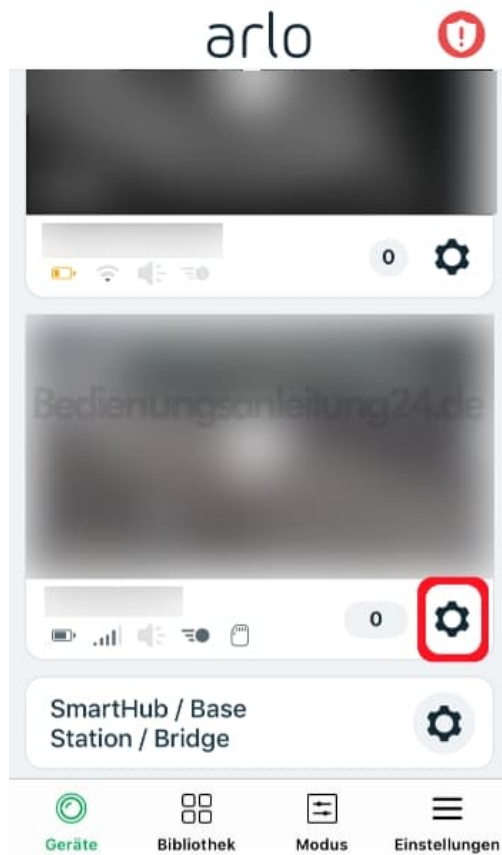 arlo
0
Bedienungsanleitung24.de
0
SmartHub / Base
Station / Bridge
Geräte
Bibliothek
Modus
Einstellungen